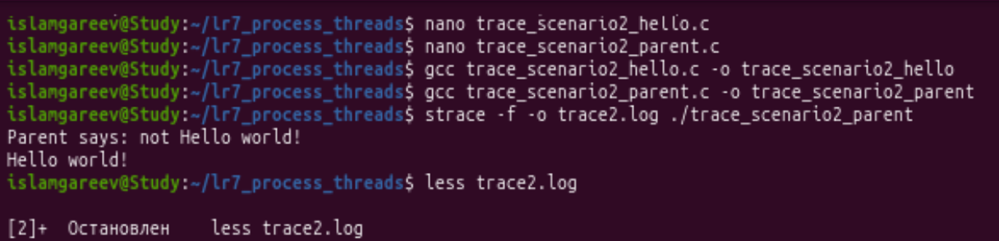 islamgareev@Study:~/lr7_process_threads$ nano trace_scenario2_hello.c
islamgareev@Study:~/lr7_process_threads$ nano trace_scenario2_parent.c
islamgareev@Study:~/lr7_process_threads$ gcc trace_scenario2_hello.c -o trace_scenario2_hello
islamgareev@Study:~/lr7_process_threads$ gcc trace_scenario2_parent.c -o trace_scenario2_parent
islamgareev@Study:~/lr7_process_threads$ strace -f -o trace2.log ./trace_scenario2_parent
Parent says: not Hello world!
Hello world!
islamgareev@Study:~/lr7_process_threads$ less trace2.log
[2]+  Остановлен    less trace2.log